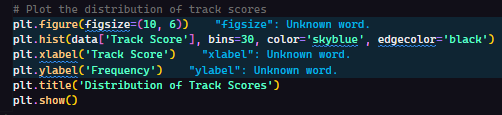 # Plot the distribution of track scores
plt.figure(figsize=(10, 6))    "figsize": Unknown word.
plt.hist(data['Track Score'], bins=30, color='skyblue', edgecolor='black')
plt.xlabel('Track Score')    "xlabel": Unknown word.
plt.ylabel('Frequency')    "ylabel": Unknown word.
plt.title('Distribution of Track Scores')
plt.show()